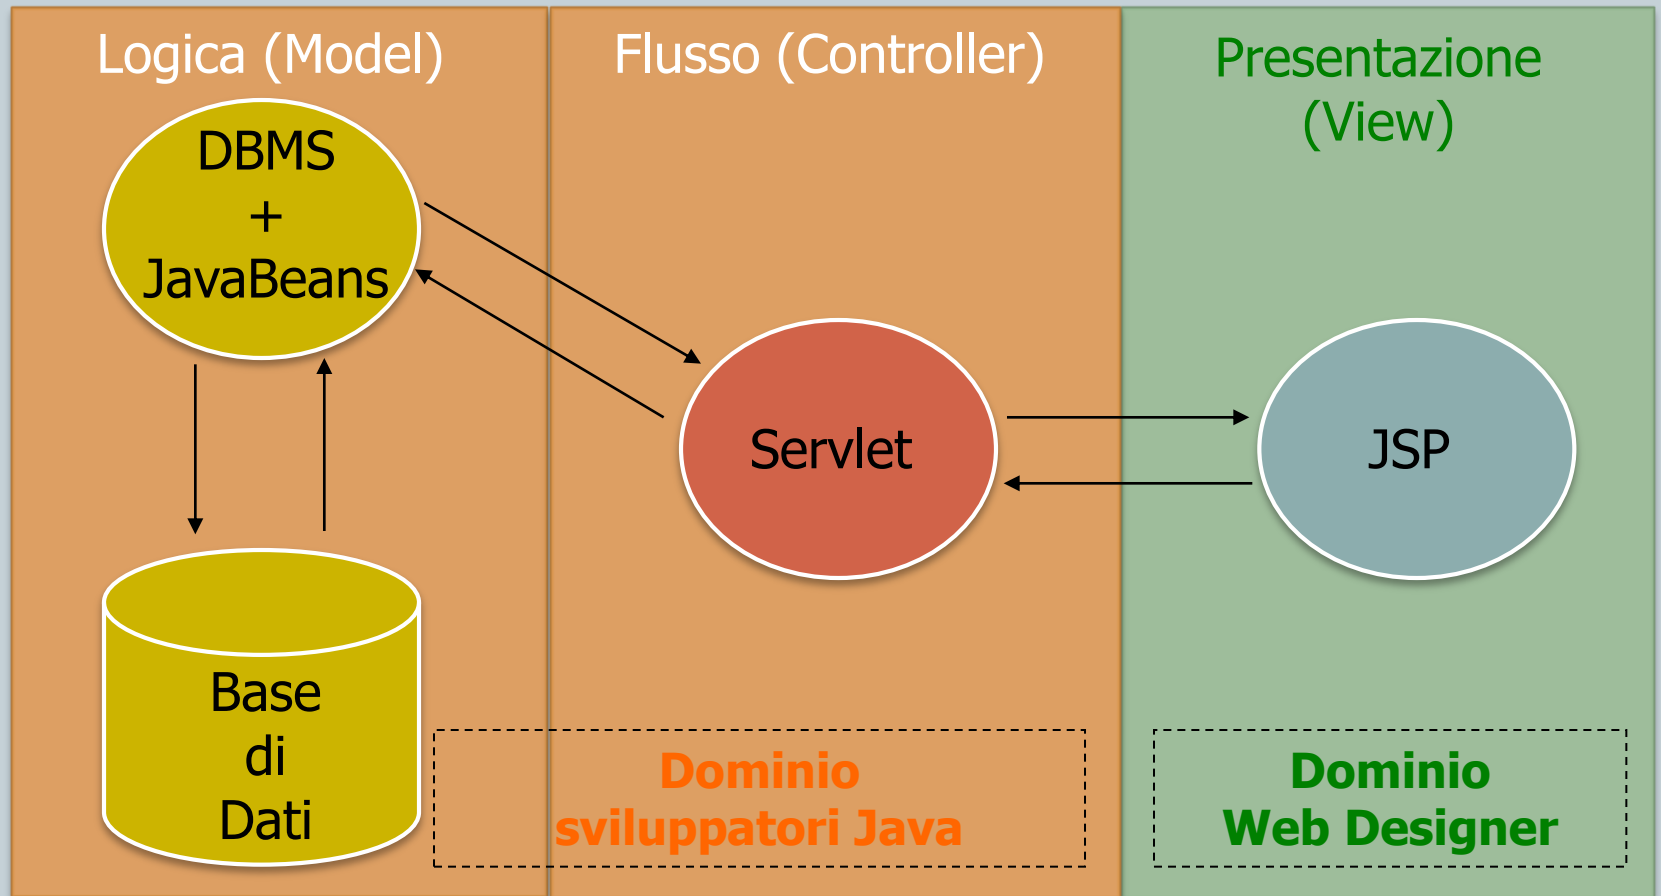 Logica (Model)
Flusso (Controller)
Presentazione
(View)
DBMS
+
JavaBeans
Servlet
JSP
Base
di
Dati
Dominio
sviluppatori Java
Dominio
Web Designer